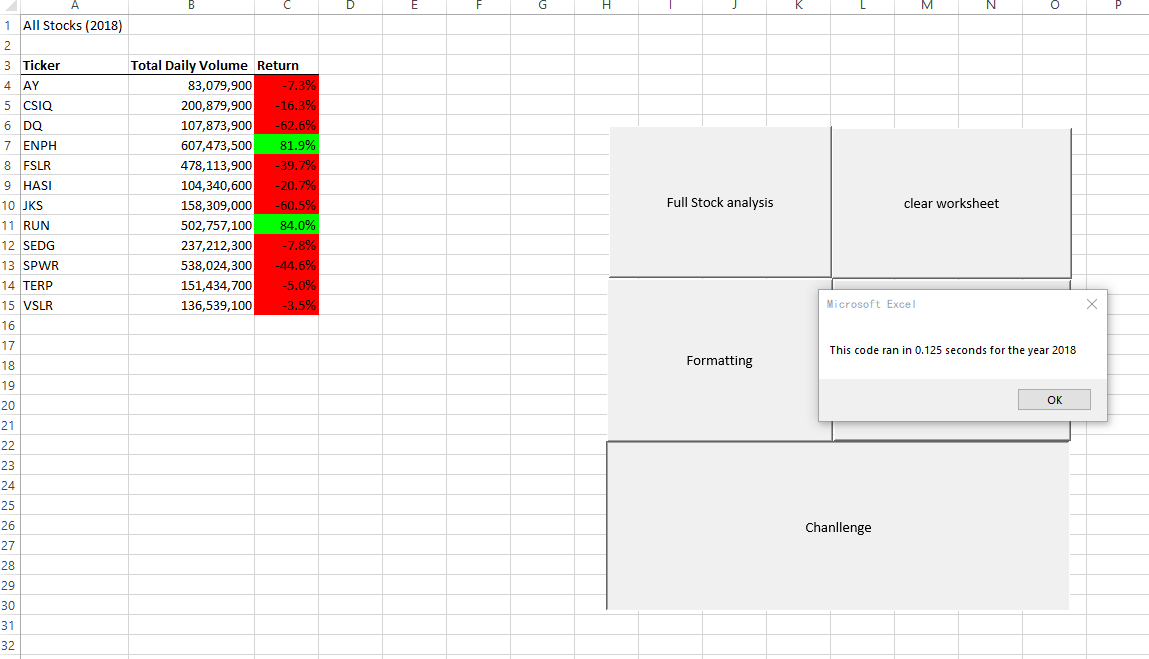 A B C D E F G H I J K L M N O P
1 All Stocks (2018)
2
3 Ticker Total Daily Volume Return
4 AY 83,079,900 -7.3%
5 CSIQ 200,879,900 -16.3%
6 DQ 107,873,900 -62.6%
7 ENPH 607,473,500 81.9%
8 FSLR 478,113,900 -39.7%
9 HASI 104,340,600 -20.7%
10 JKS 158,309,000 -60.5%
11 RUN 502,757,100 84.0%
12 SEDG 237,212,300 -7.8%
13 SPWR 538,024,300 -44.6%
14 TERP 151,434,700 -5.0%
15 VSLR 136,539,100 -3.5%
16
17
18
19
20
21
22
23
24
25
26
27
28
29
30
31
32
Full Stock analysis
clear worksheet
Formatting
Microsoft Excel
This code ran in 0.125 seconds for the year 2018
OK
Chanllenge